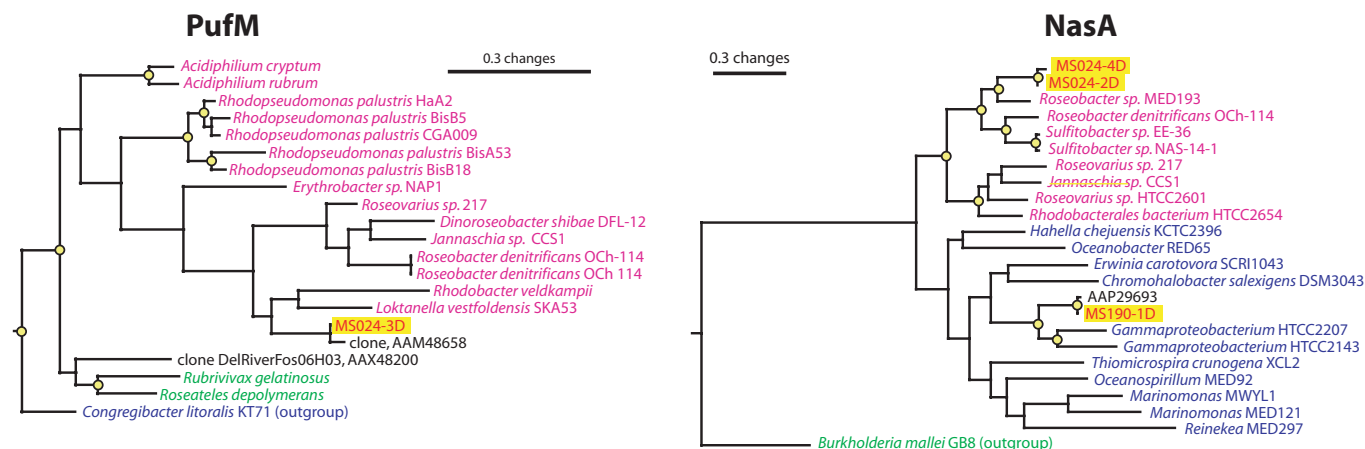 PufM
0.3 changes
Acidiphilium cryptum
Acidiphilium rubrum
Rhodopseudomonas palustris HaA2
Rhodopseudomonas palustris BisB5
Rhodopseudomonas palustris CGA009
Rhodopseudomonas palustris BisA53
Rhodopseudomonas palustris BisB18
Erythrobacter sp. NAP1
Roseovarius sp. 217
Dinoroseobacter shibae DFL-12
Jannaschia sp. CCS1
Roseobacter denitrificans OCh-114
Roseobacter denitrificans OCh 114
Rhodobacter veldkampii
Loktanella vestfoldensis SKA53
MS024-3D
clone, AAM48658
clone DelRiverFos06H03, AAX48200
Rubrivivax gelatinosus
Roseateles depolymerans
Congregibacter litoralis KT71 (outgroup)
NasA
0.3 changes
MS024-4D
MS024-2D
Roseobacter sp. MED193
Roseobacter denitrificans OCh-114
Sulfitobacter sp. EE-36
Sulfitobacter sp. NAS-14-1
Roseovarius sp. 217
Jannaschia sp. CCS1
Roseovarius sp. HTCC2601
Rhodobacterales bacterium HTCC2654
Hahella chejuensis KCTC2396
Oceanobacter RED65
Erwinia carotovora SCRI1043
Chromohalobacter salexigens DSM3043
AAP29693
MS190-1D
Gammaproteobacterium HTCC2207
Gammaproteobacterium HTCC2143
Thiomicrospira crunogena XCL2
Oceanospirillum MED92
Marinomonas MWYL1
Marinomonas MED121
Reinekea MED297
Burkholderia mallei GB8 (outgroup)